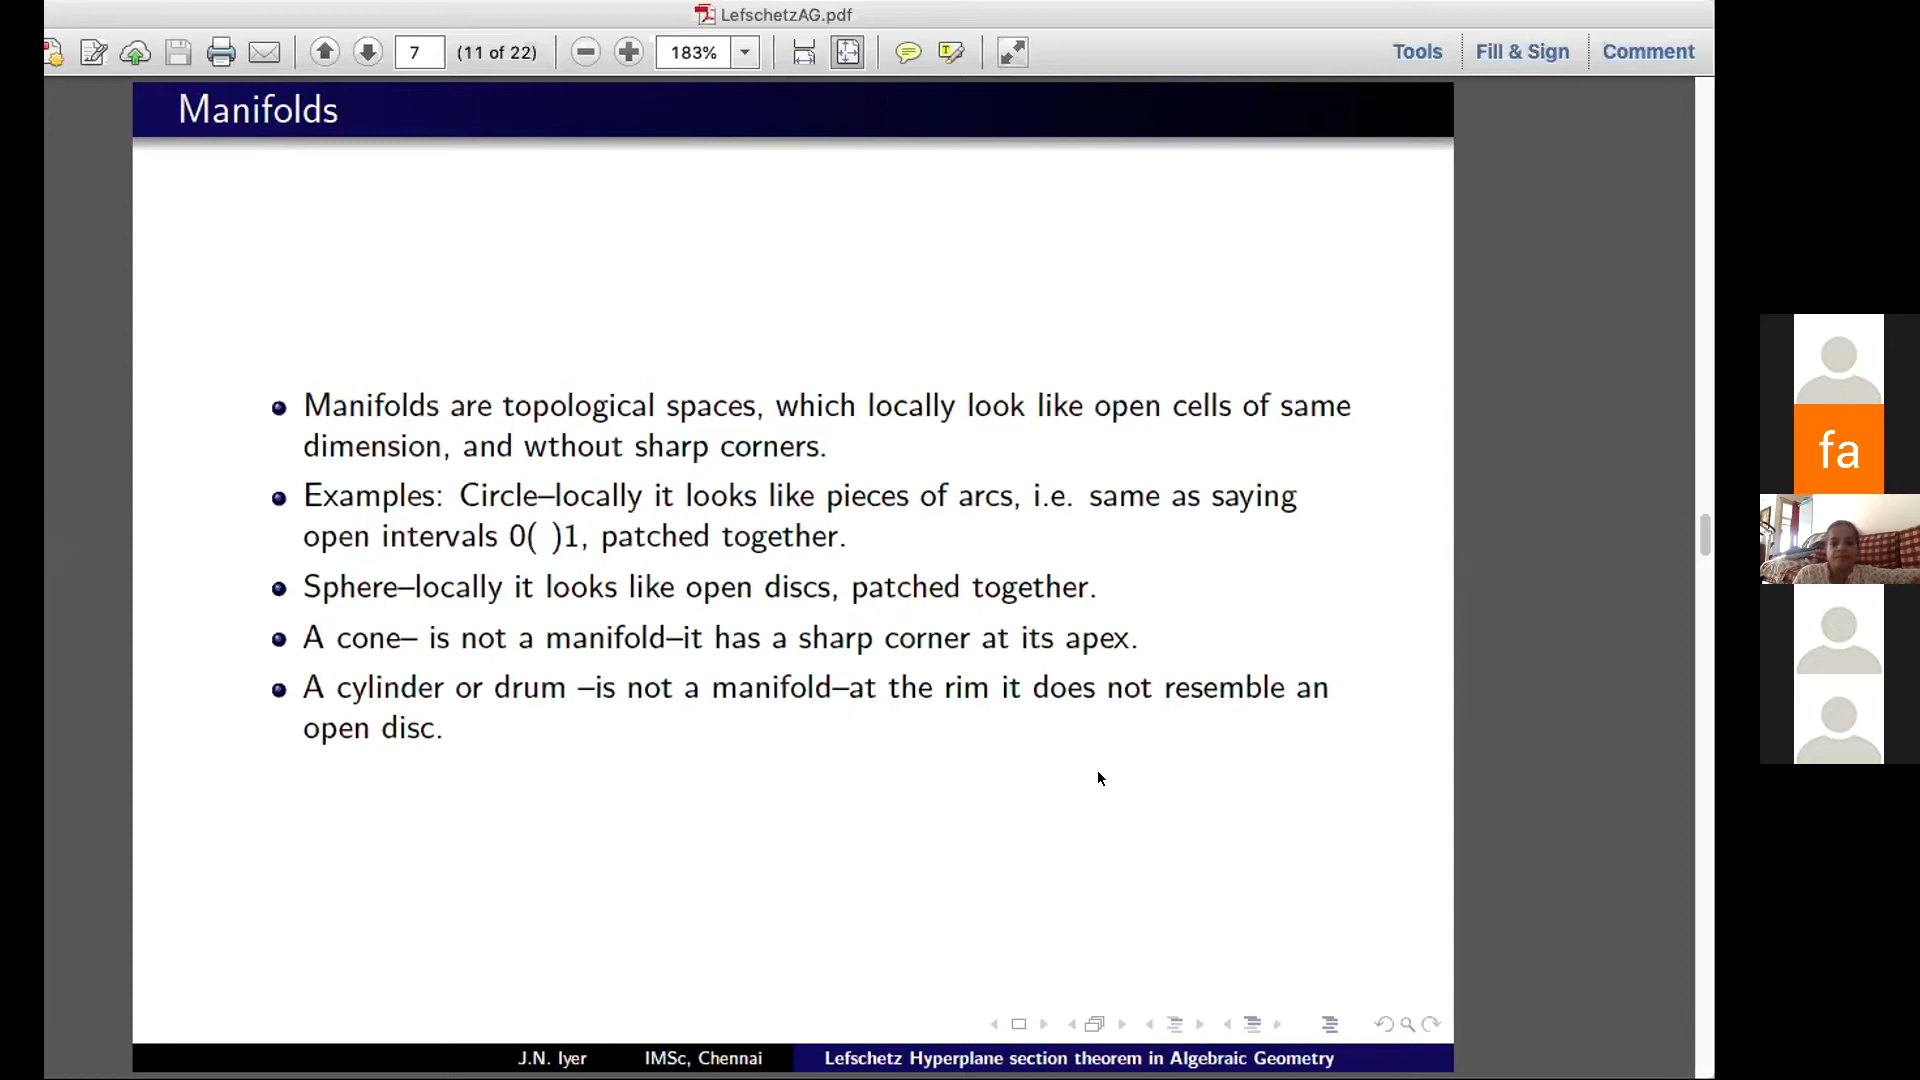 LefschetzAG.pdf
7 (11 of 22) 183% Tools Fill & Sign Comment
Manifolds
Manifolds are topological spaces, which locally look like open cells of same
dimension, and wthout sharp corners.
Examples: Circle–locally it looks like pieces of arcs, i.e. same as saying
open intervals 0( )1, patched together.
Sphere–locally it looks like open discs, patched together.
A cone– is not a manifold–it has a sharp corner at its apex.
A cylinder or drum –is not a manifold–at the rim it does not resemble an
open disc.
fa
J.N. Iyer IMSc, Chennai Lefschetz Hyperplane section theorem in Algebraic Geometry